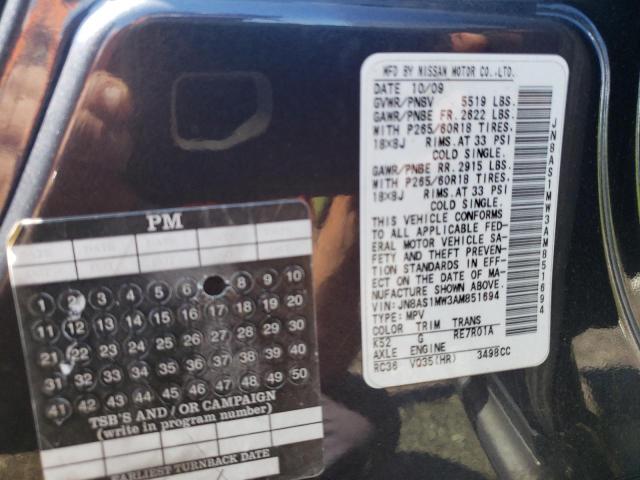 MFD BY NISSAN MOTOR CO.,LTD.
DATE 10/09
GVWR/PNBV 5519 LBS.
GAWR/PNBE FR. 2622 LBS.
WITH P265/60R18 TIRES.
18X8J RIMS.AT 33 PSI
COLD SINGLE.
GAWR/PNBE RR. 2915 LBS.
WITH P265/60R18 TIRES.
18X8J RIMS.AT 33 PSI
COLD SINGLE.
THIS VEHICLE CONFORMS
TO ALL APPLICABLE FED-
ERAL MOTOR VEHICLE SA-
FETY AND THEFT PREVEN-
TION STANDARDS IN EFF-
ECT ON THE DATE OF MA-
NUFACTURE SHOWN ABOVE.
VIN: JN8AS1MW3AM851694
TYPE: MPV
COLOR TRIM TRANS
K52 G RE7R01A
AXLE ENGINE
RC36 VQ35(HR) 3498CC
JN8AS1MW3AM851694
PM
1 2 3 4 5 6 8 9 10
11 12 13 14 15 16 17 18 19 20
21 22 23 24 25 26 27 28 29 30
31 32 33 34 35 36 37 38 39 40
41 42 43 44 45 46 47 48 49 50
TSB'S AND / OR CAMPAIGN
(write in program number)
EARLIEST TURNBACK DATE